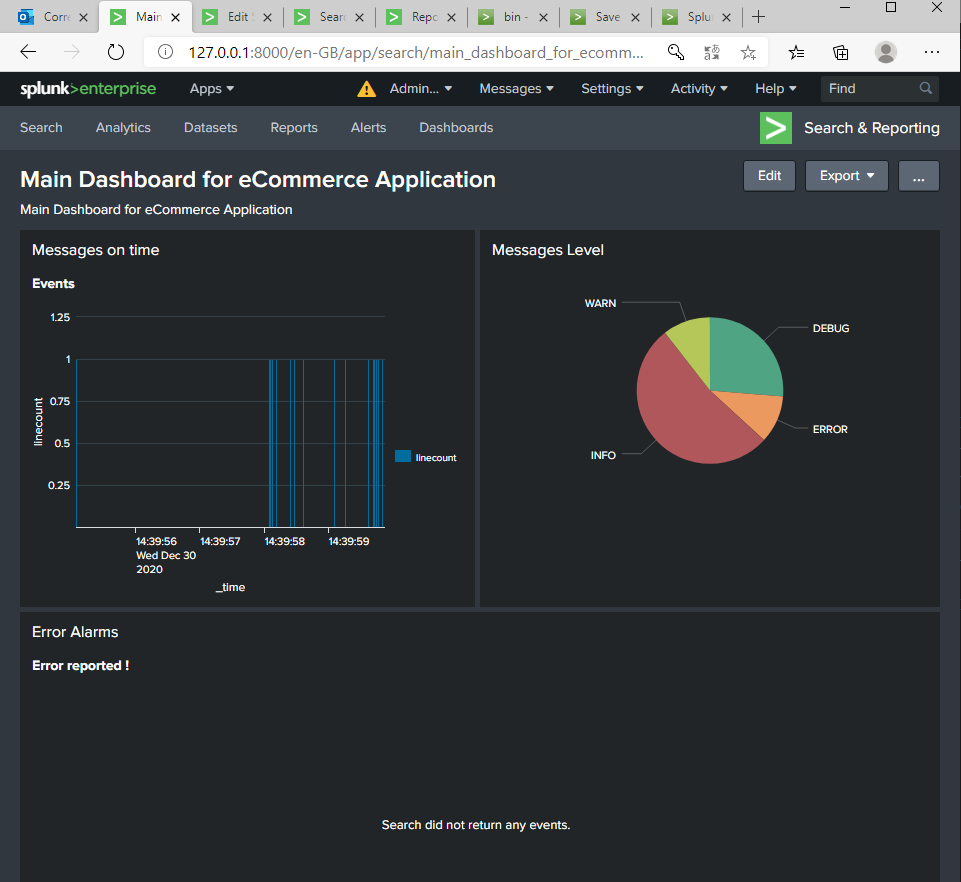 Corre
Main
Edit S
Searc
Repo
bin -
Save
Splu
127.0.0.1:8000/en-GB/app/search/main_dashboard_for_ecomm...
splunk>enterprise
Apps
Admin...
Messages
Settings
Activity
Help
Find
Search
Analytics
Datasets
Reports
Alerts
Dashboards
Search & Reporting
Main Dashboard for eCommerce Application
Edit
Export
...
Main Dashboard for eCommerce Application
Messages on time
Events
1.25
1
0.75
0.5
0.25
linecount
linecount
14:39:56
Wed Dec 30
2020
14:39:57
14:39:58
14:39:59
_time
Messages Level
WARN
DEBUG
ERROR
INFO
Error Alarms
Error reported !
Search did not return any events.